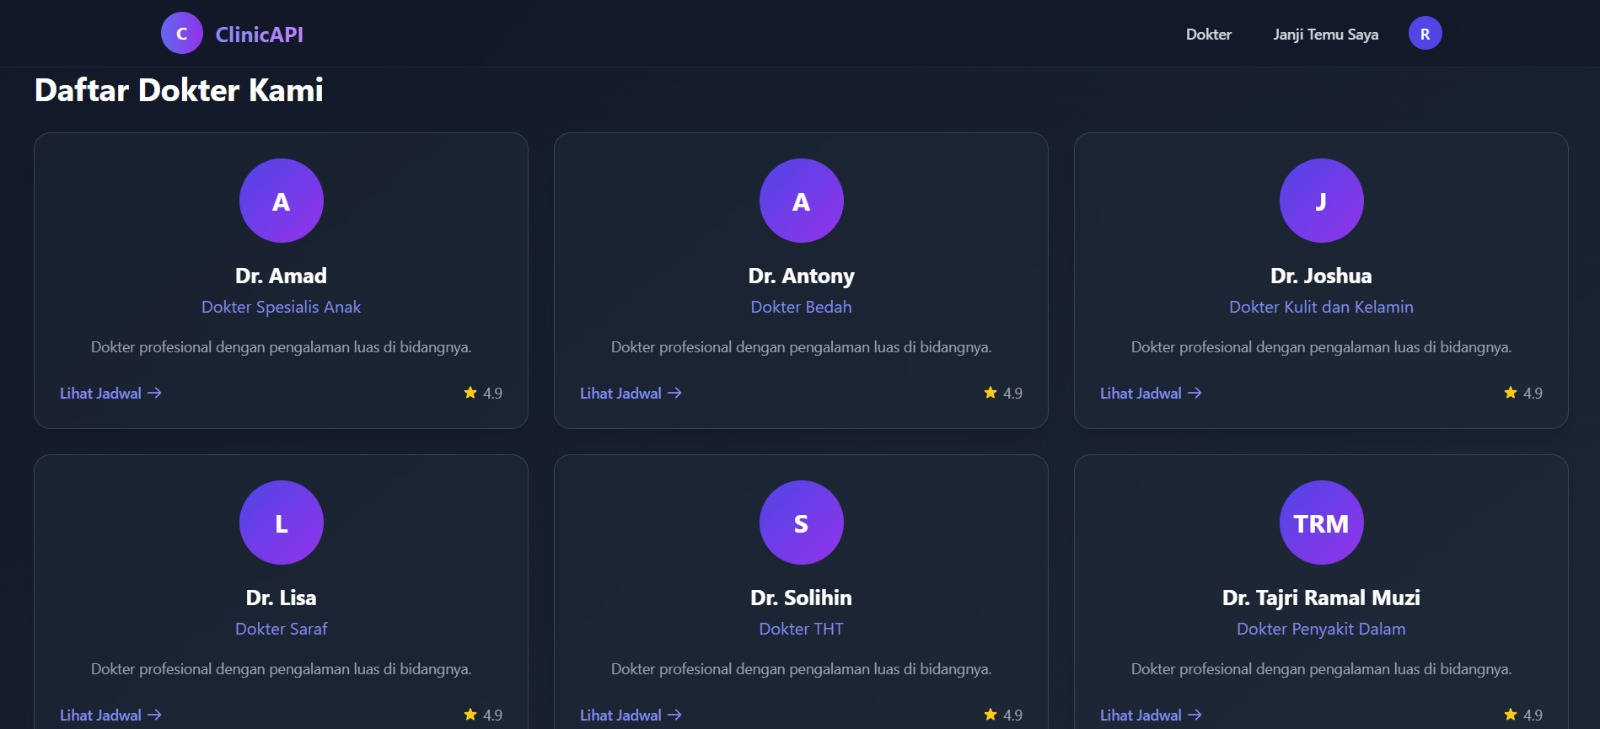 C ClinicAPI
Dokter Janji Temu Saya R
Daftar Dokter Kami
A
Dr. Amad
Dokter Spesialis Anak
Dokter profesional dengan pengalaman luas di bidangnya.
Lihat Jadwal → ★ 4.9
A
Dr. Antony
Dokter Bedah
Dokter profesional dengan pengalaman luas di bidangnya.
Lihat Jadwal → ★ 4.9
J
Dr. Joshua
Dokter Kulit dan Kelamin
Dokter profesional dengan pengalaman luas di bidangnya.
Lihat Jadwal → ★ 4.9
L
Dr. Lisa
Dokter Saraf
Dokter profesional dengan pengalaman luas di bidangnya.
Lihat Jadwal → ★ 4.9
S
Dr. Solihin
Dokter THT
Dokter profesional dengan pengalaman luas di bidangnya.
Lihat Jadwal → ★ 4.9
TRM
Dr. Tajri Ramal Muzi
Dokter Penyakit Dalam
Dokter profesional dengan pengalaman luas di bidangnya.
Lihat Jadwal → ★ 4.9